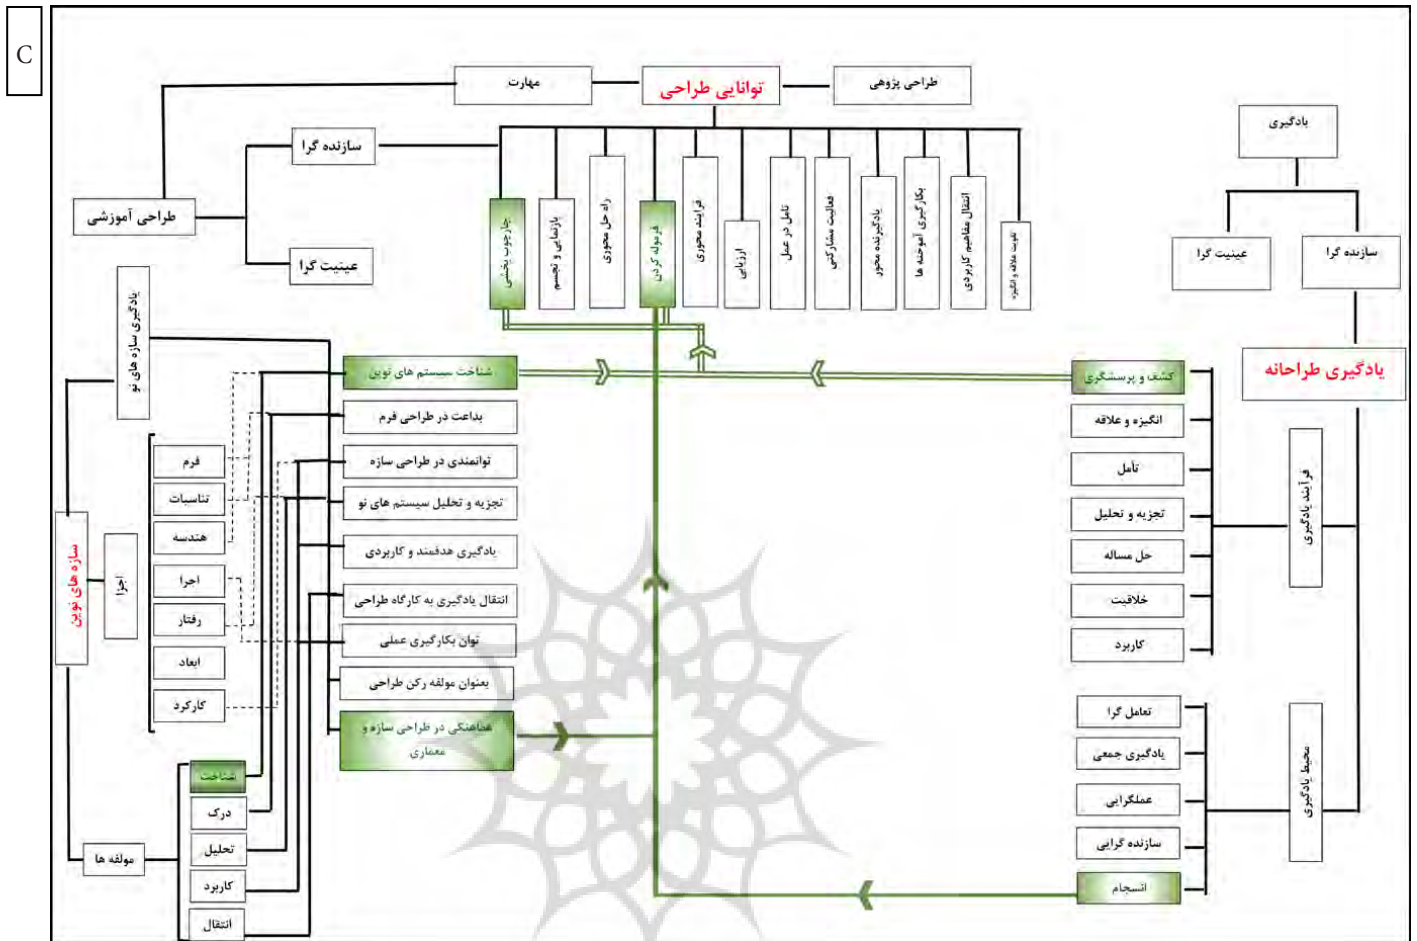 C
طراحی پژوهی
توانایی طراحی
مهارت
یادگیری
سازنده گرا
عینیت گرا
یادگیری طراحانه
سازنده گرا
طراحی آموزشی
عینیت گرا
تقویت علاقه و انگیزه
انتقال مفاهیم کاربردی
بکارگیری آموخته ها
یادگیرنده محور
فعالیت مشارکتی
تامل در عمل
ارزیابی
فرایند محوری
فرموله کردن
راه حل محوری
بازنمایی و تجسم
چارچوب بخشی
کشف و پرسشگری
انگیزه و علاقه
تأمل
تجزیه و تحلیل
حل مساله
خلاقیت
کاربرد
فرآیند یادگیری
تعامل گرا
یادگیری جمعی
عملگرایی
سازنده گرایی
انسجام
محیط یادگیری
شناخت سیستم های نوین
بداعت در طراحی فرم
توانمندی در طراحی سازه
تجزیه و تحلیل سیستم های نو
یادگیری هدفمند و کاربردی
انتقال یادگیری به کارگاه طراحی
توان بکارگیری عملی
بعنوان مولفه رکن طراحی
هماهنگی در طراحی سازه و
معماری
یادگیری سازه های نو
فرم
تناسبات
هندسه
اجرا
رفتار
ابعاد
کارکرد
اجزا
سازه های نوین
شناخت
درک
تحلیل
کاربرد
انتقال
مولفه ها